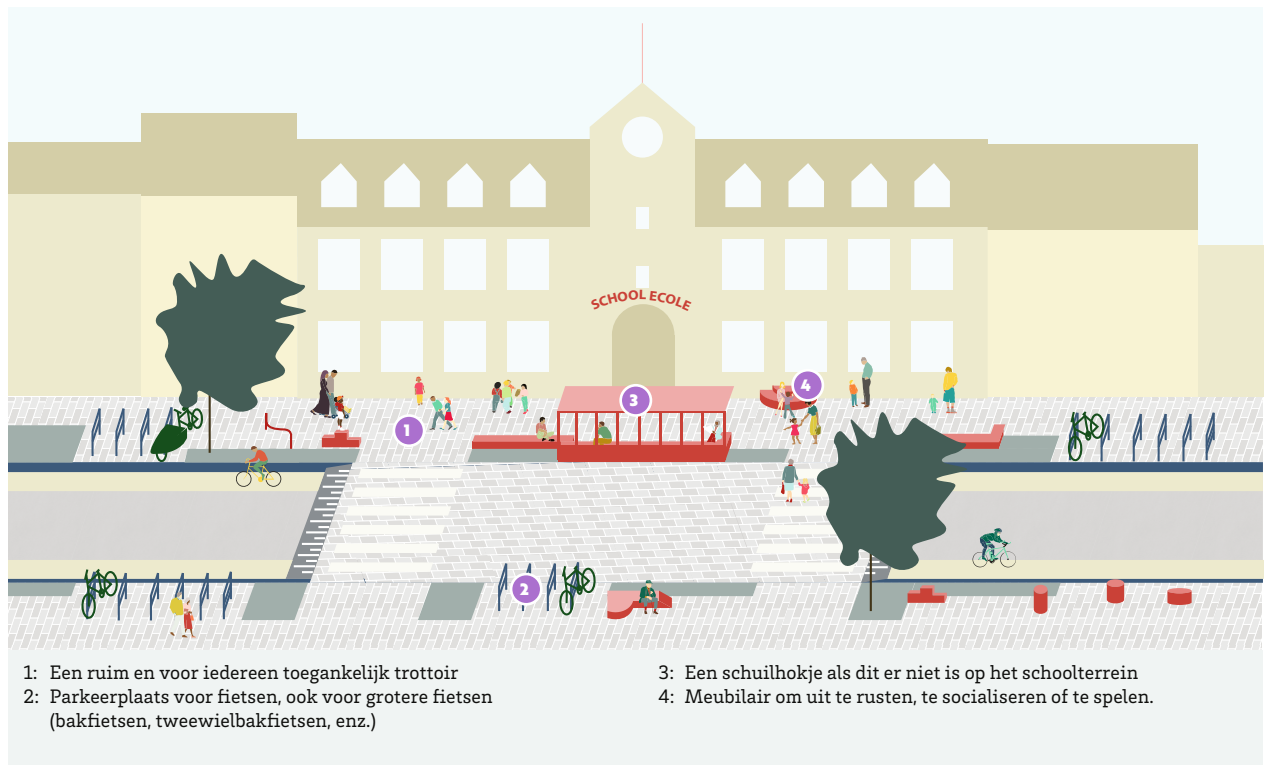 SCHOOL ECOLE
3
4
1
2
1: Een ruim en voor iedereen toegankelijk trottoir
2: Parkeerplaats voor fietsen, ook voor grotere fietsen
(bakfietsen, tweewielbakfietsen, enz.)
3: Een schuilhokje als dit er niet is op het schoolterrein
4: Meubilair om uit te rusten, te socialiseren of te spelen.